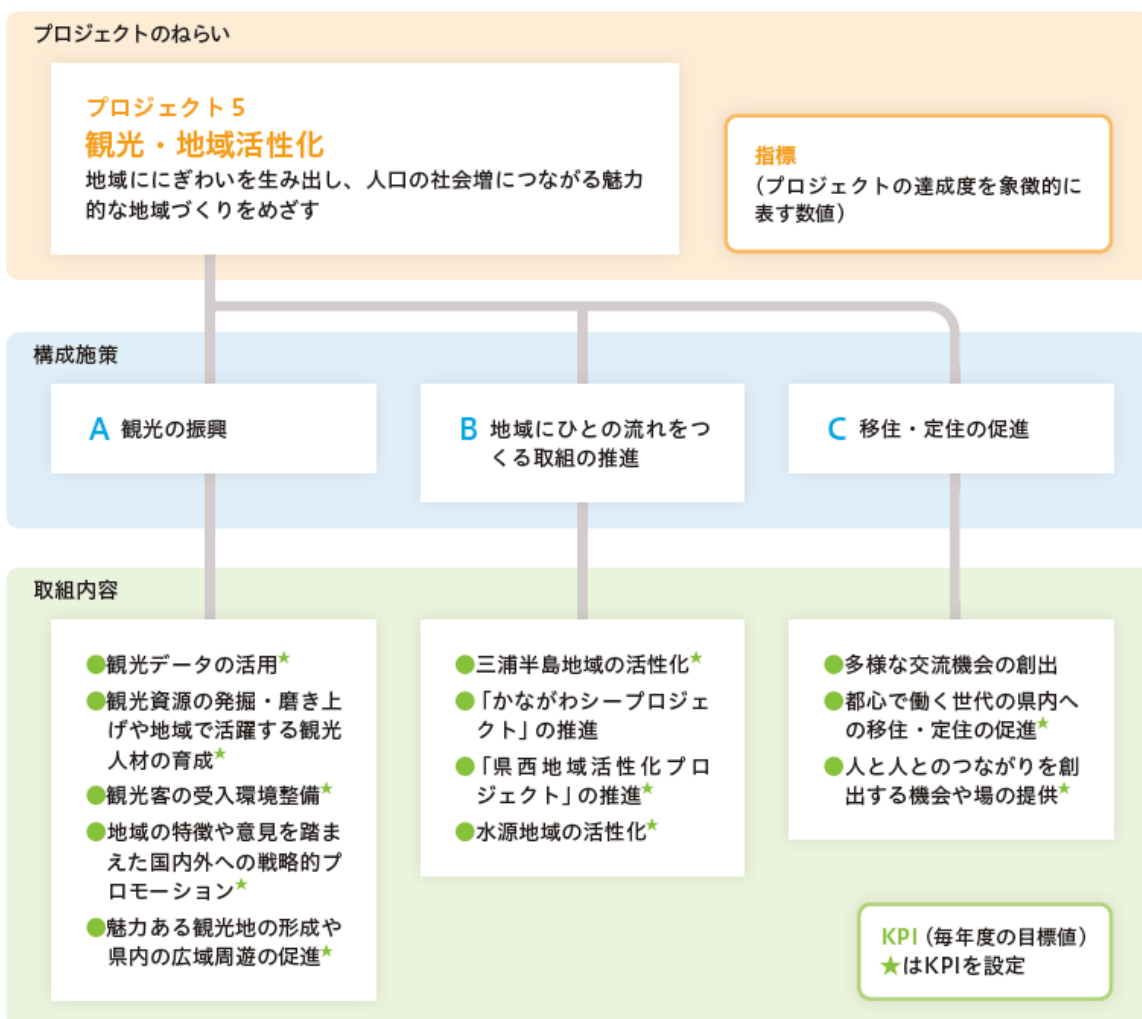 プロジェクトのねらい
プロジェクト 5
観光・地域活性化
地域ににぎわいを生み出し、人口の社会増につながる魅力
的な地域づくりをめざす
指標
(プロジェクトの達成度を象徴的に
表す数値)
構成施策
A 観光の振興
B 地域にひとの流れをつ
くる取組の推進
C 移住・定住の促進
取組内容
●観光データの活用★
●観光資源の発掘・磨き上
げや地域で活躍する観光
人材の育成★
●観光客の受入環境整備★
●地域の特徴や意見を踏ま
えた国内外への戦略的プ
ロモーション★
●魅力ある観光地の形成や
県内の広域周遊の促進★
●三浦半島地域の活性化★
●「かながわシープロジェ
クト」の推進
●「県西地域活性化プロ
ジェクト」の推進★
●水源地域の活性化★
●多様な交流機会の創出
●都心で働く世代の県内へ
の移住・定住の促進★
●人と人とのつながりを創
出する機会や場の提供★
KPI(毎年度の目標値)
★はKPIを設定